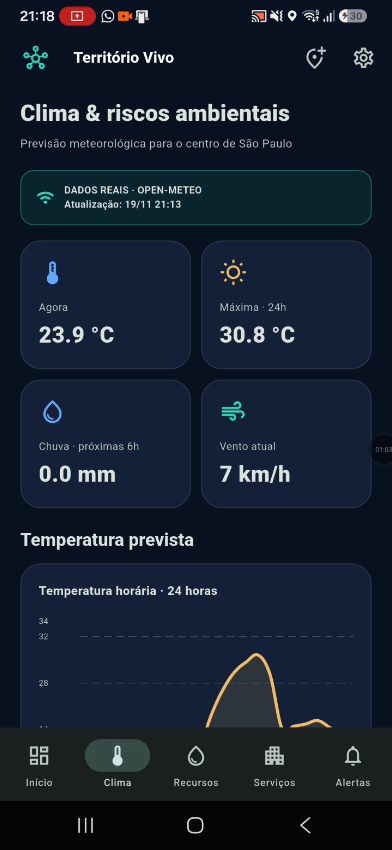 21:18
30
Território Vivo
Clima & riscos ambientais
Previsão meteorológica para o centro de São Paulo
DADOS REAIS · OPEN-METEO
Atualização: 19/11 21:13
Agora
23.9 °C
Máxima · 24h
30.8 °C
Chuva · próximas 6h
0.0 mm
Vento atual
7 km/h
01:03
Temperatura prevista
Temperatura horária · 24 horas
34
32
28
Início
Clima
Recursos
Serviços
Alertas